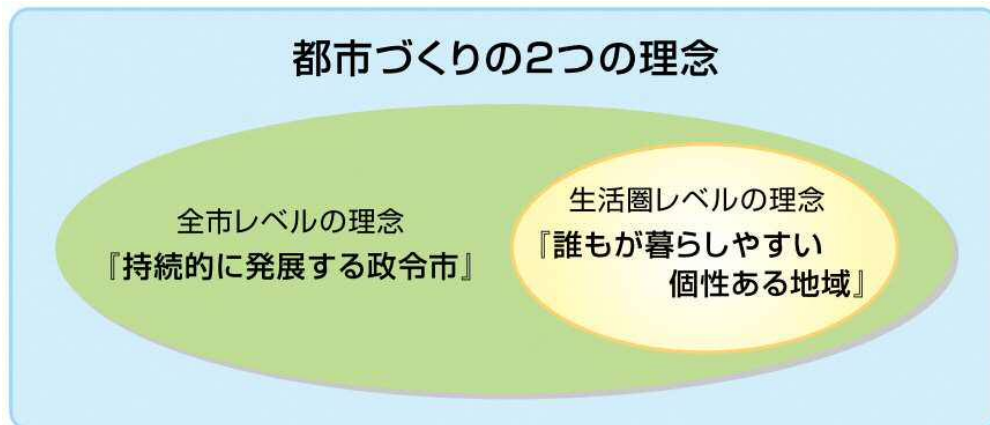 都市づくりの2つの理念
全市レベルの理念
『持続的に発展する政令市』
生活圏レベルの理念
『誰もが暮らしやすい
個性ある地域』